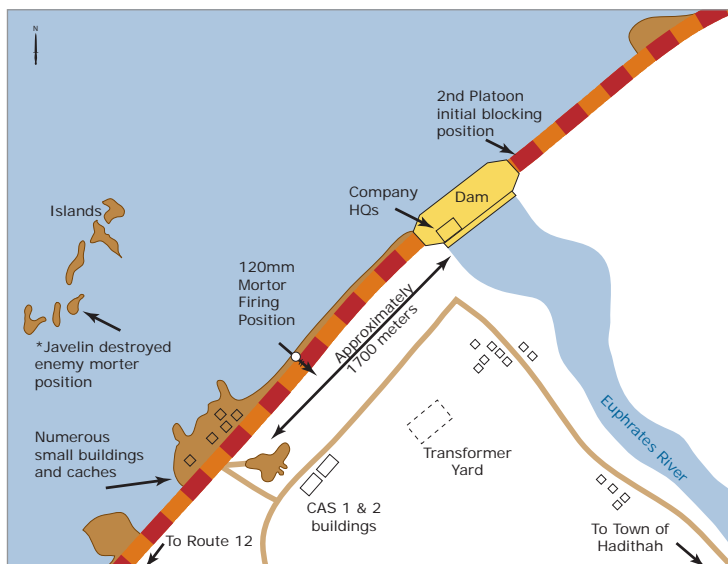 N
2nd Platoon
initial blocking
position
Company
HQs
Dam
Islands
120mm
Mortor
Firing
Position
Approximately
1700 meters
*Javelin destroyed
enemy morter
position
Numerous
small buildings
and caches
Transformer
Yard
Euphrates River
CAS 1 & 2
buildings
To Route 12
To Town of
Hadithah